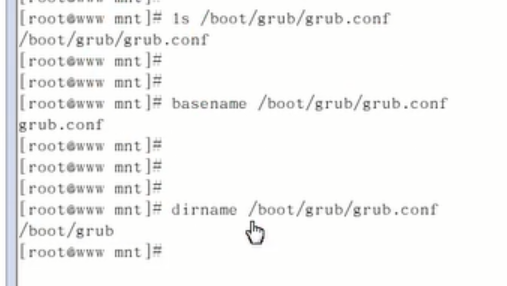 [root@www mnt]# ls /boot/grub/grub.conf
/boot/grub/grub.conf
[root@www mnt]#
[root@www mnt]#
[root@www mnt]# basename /boot/grub/grub.conf
grub.conf
[root@www mnt]#
[root@www mnt]#
[root@www mnt]#
[root@www mnt]# dirname /boot/grub/grub.conf
/boot/grub
[root@www mnt]#